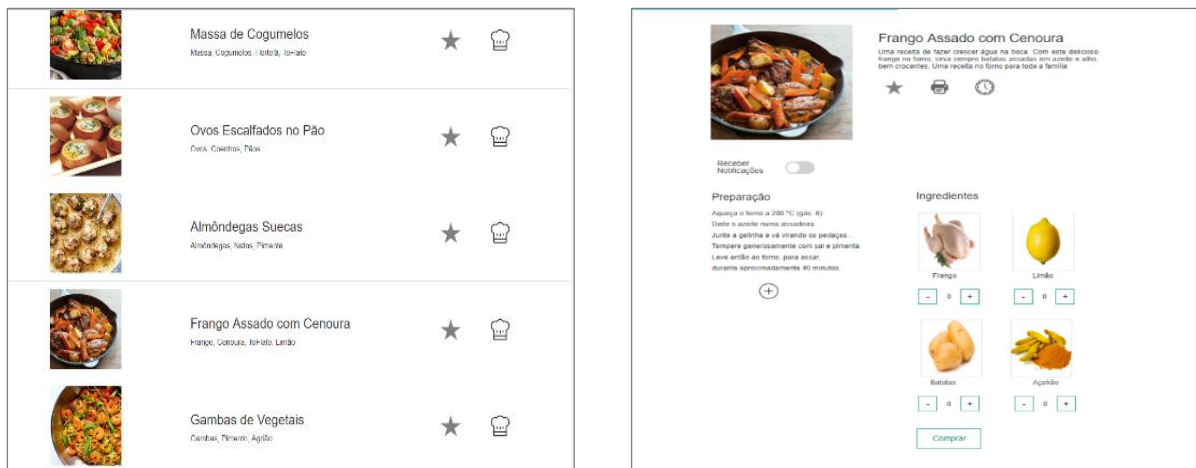 Massa de Cogumelos
Massa, Cogumelos, Hortelã, ToFlate
Ovos Escalfados no Pão
Ovos, Coentros, Pãos
Almôndegas Suecas
Almôndegas, Natas, Pimenta
Frango Assado com Cenoura
Frango, Cenoura, ToFlate, Limão
Gambas de Vegetais
Gambas, Pimento, Agrião
Frango Assado com Cenoura
Uma receita de fazer crescer água na boca. Com este delicioso
frango no forno, sirva sempre batatas assadas em azeite e alho,
bem crocantes. Uma receita no forno para toda a família
Receber
Notificações
Preparação
Aqueça o forno a 200 °C (gás. 6).
Deite o azeite numa assadeira.
Junte a galinha e vá virando os pedaços .
Tempere generosamente com sal e pimenta.
Leve então ao forno, para assar,
durante aproximadamente 40 minutos.
Ingredientes
Frango
Limão
- 0 +
- 0 +
Batatas
Açafrão
- 0 +
- 0 +
Comprar